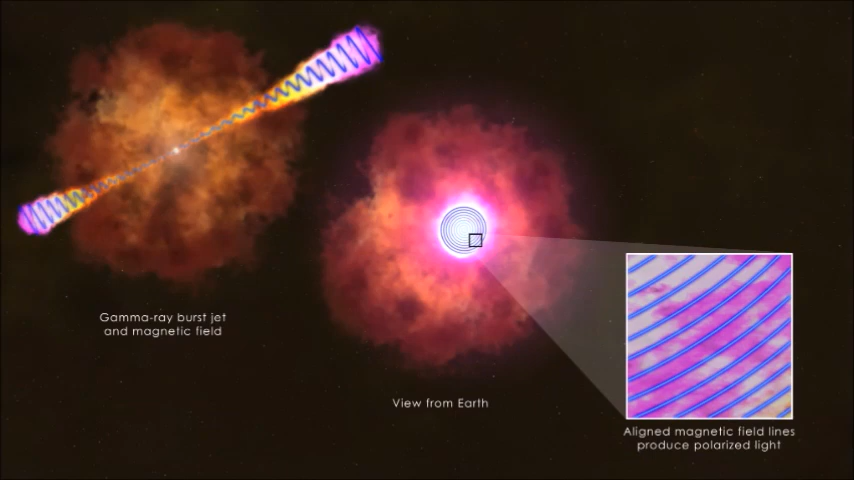 Gamma-ray burst jet
and magnetic field
View from Earth
Aligned magnetic field lines
produce polarized light